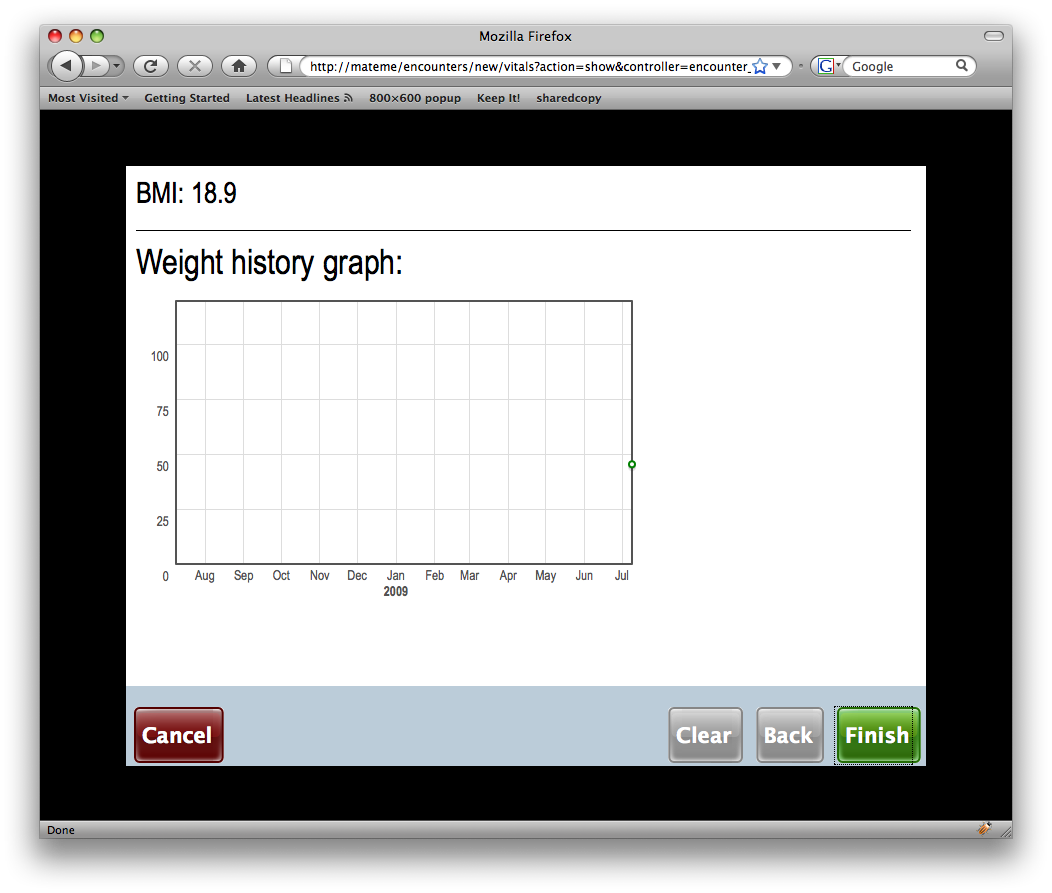 Mozilla Firefox
http://mateme/encounters/new/vitals?action=show&controller=encounter_
G Google
Most Visited Getting Started Latest Headlines 800×600 popup Keep It! sharedcopy
BMI: 18.9
Weight history graph:
100
75
50
25
0 Aug Sep Oct Nov Dec Jan Feb Mar Apr May Jun Jul
2009
Cancel Clear Back Finish
Done